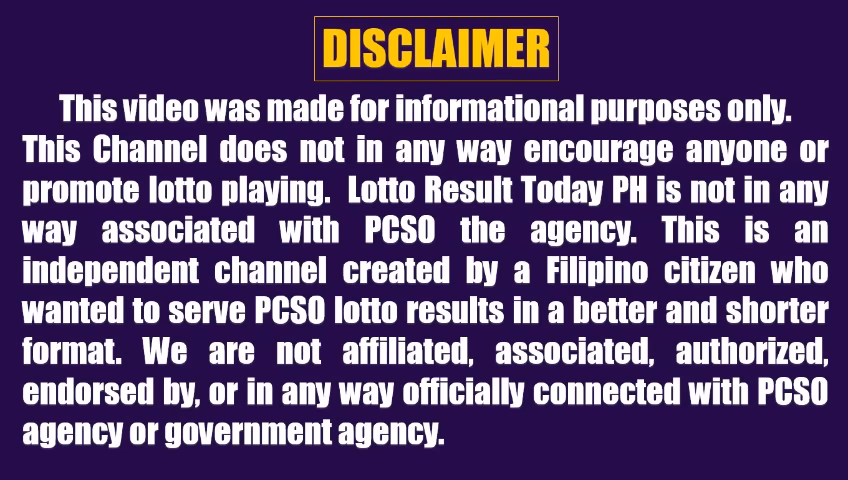 DISCLAIMER
This video was made for informational purposes only.
This Channel does not in any way encourage anyone or
promote lotto playing. Lotto Result Today PH is not in any
way associated with PCSO the agency. This is an
independent channel created by a Filipino citizen who
wanted to serve PCSO lotto results in a better and shorter
format. We are not affiliated, associated, authorized,
endorsed by, or in any way officially connected with PCSO
agency or government agency.